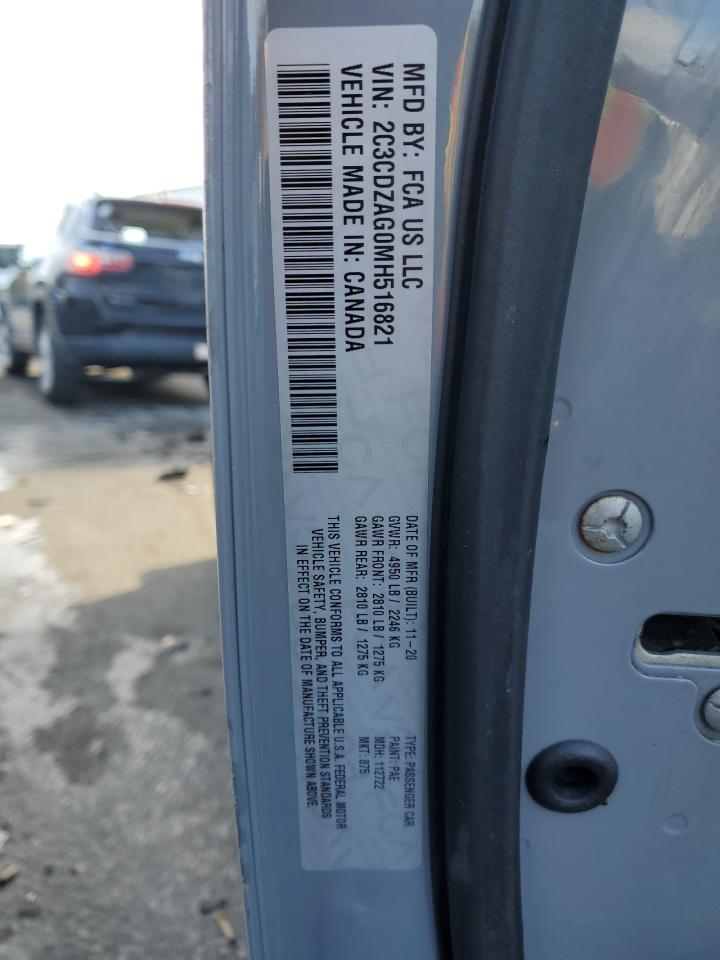 MFD BY: FCA US LLC
VIN: 2C3CDZAG0MH516821
VEHICLE MADE IN: CANADA
DATE OF MFR (BUILT): 11-20
GVWR: 4950 LB / 2246 KG
GAWR FRONT: 2810 LB / 1275 KG
GAWR REAR: 2810 LB / 1275 KG
TYPE: PASSENGER CAR
PAINT: PAE
MDH: 112722
MKT: 875
THIS VEHICLE CONFORMS TO ALL APPLICABLE U.S.A. FEDERAL MOTOR
VEHICLE SAFETY, BUMPER, AND THEFT PREVENTION STANDARDS
IN EFFECT ON THE DATE OF MANUFACTURE SHOWN ABOVE.